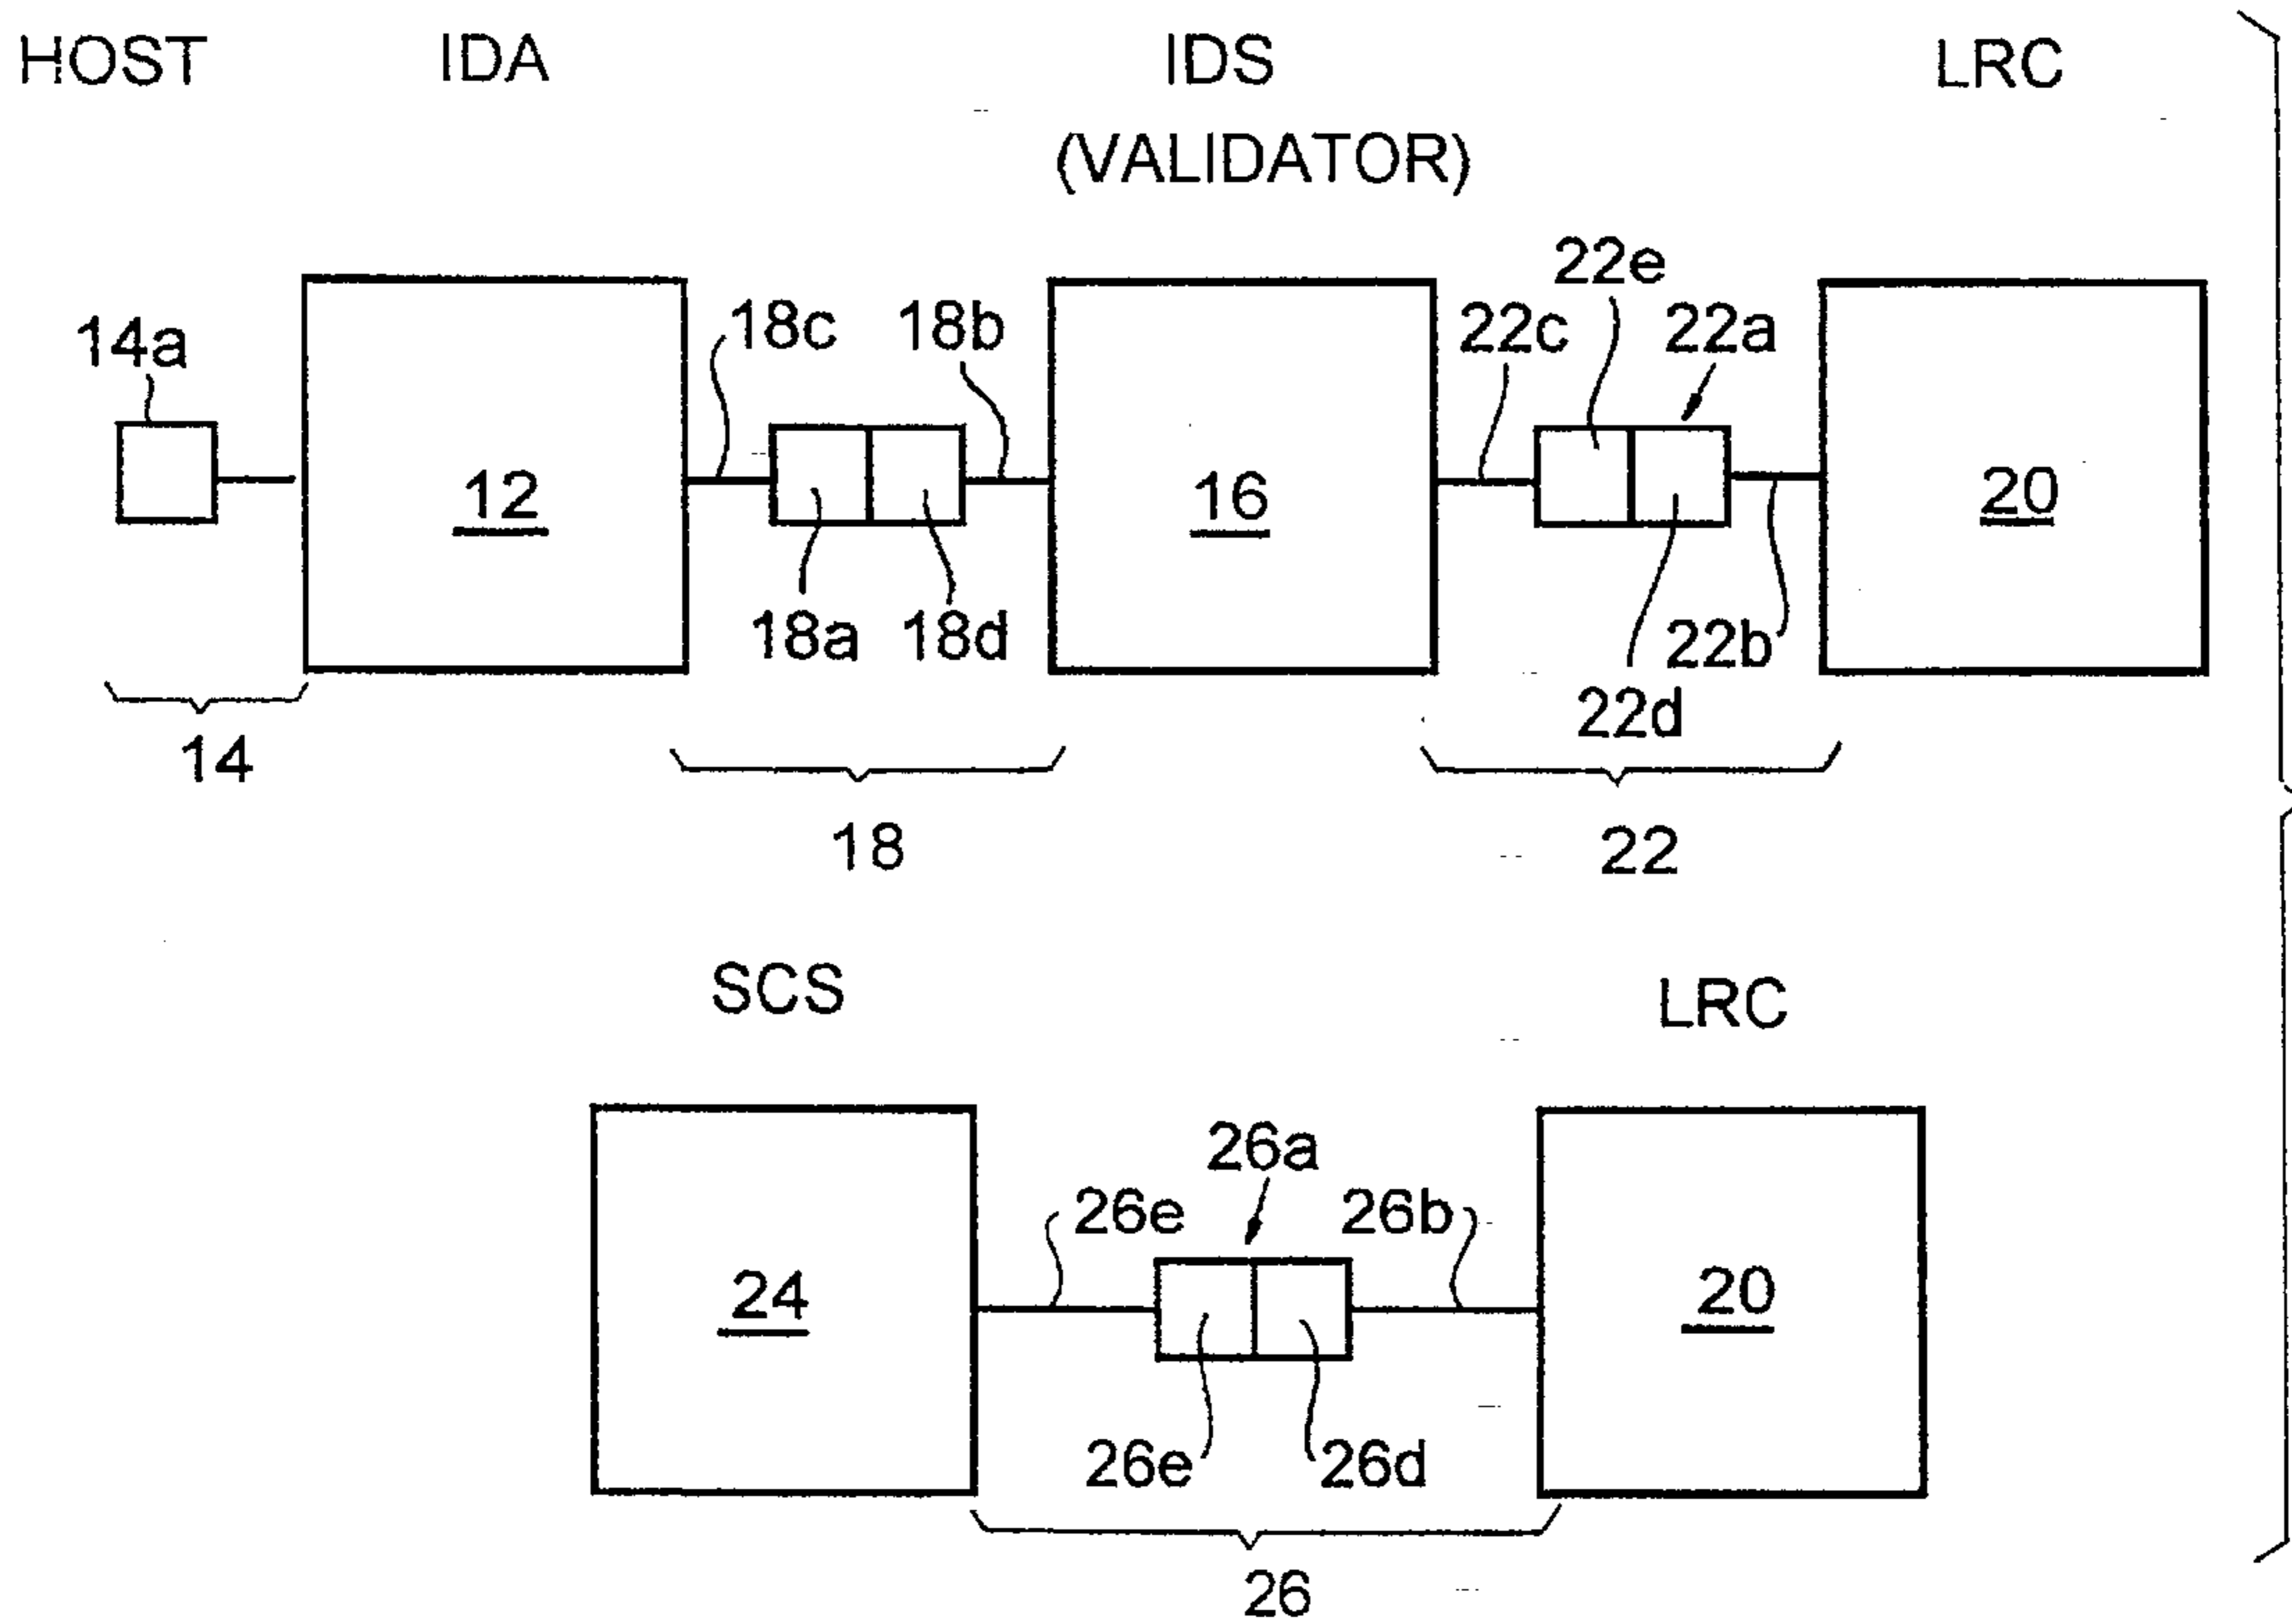 HOST IDA IDS LRC
(VALIDATOR)
22e
14a 18c 18b 22c 22a
12 16 20
18a 18d 22b
22d
14
18 22
SCS LRC
26a
26e 26b
24 20
26e 26d
26